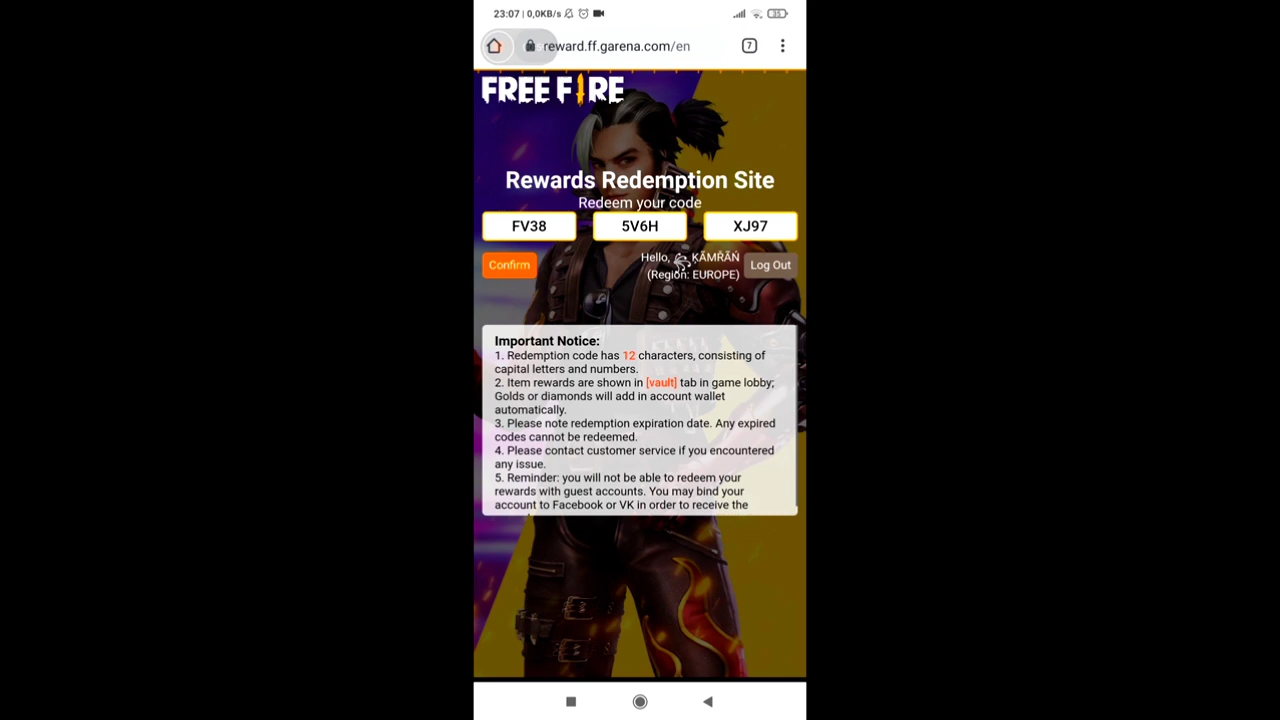 23:07 | 0,0KB/s
35
reward.ff.garena.com/en
7
FREE FIRE
Rewards Redemption Site
Redeem your code
FV38 5V6H XJ97
Confirm
Hello, ĶÃMŘÃŃ
(Region: EUROPE)
Log Out
Important Notice:
1. Redemption code has 12 characters, consisting of
capital letters and numbers.
2. Item rewards are shown in [vault] tab in game lobby;
Golds or diamonds will add in account wallet
automatically.
3. Please note redemption expiration date. Any expired
codes cannot be redeemed.
4. Please contact customer service if you encountered
any issue.
5. Reminder: you will not be able to redeem your
rewards with guest accounts. You may bind your
account to Facebook or VK in order to receive the